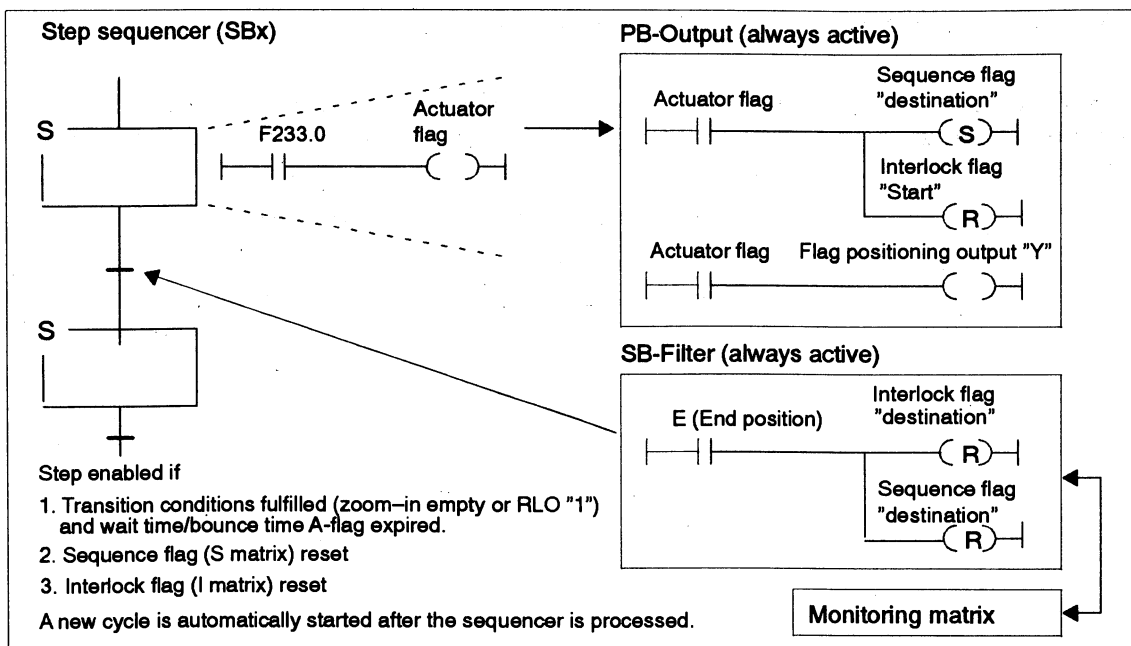 Step sequencer (SBx)
S
F233.0
Actuator
flag
S
Step enabled if
1. Transition conditions fulfilled (zoom–in empty or RLO "1")
and wait time/bounce time A-flag expired.
2. Sequence flag (S matrix) reset
3. Interlock flag (I matrix) reset
A new cycle is automatically started after the sequencer is processed.
PB-Output (always active)
Sequence flag
"destination"
Actuator flag
S
Interlock flag
"Start"
R
Actuator flag
Flag positioning output "Y"
SB-Filter (always active)
Interlock flag
"destination"
E (End position)
R
Sequence flag
"destination"
R
Monitoring matrix